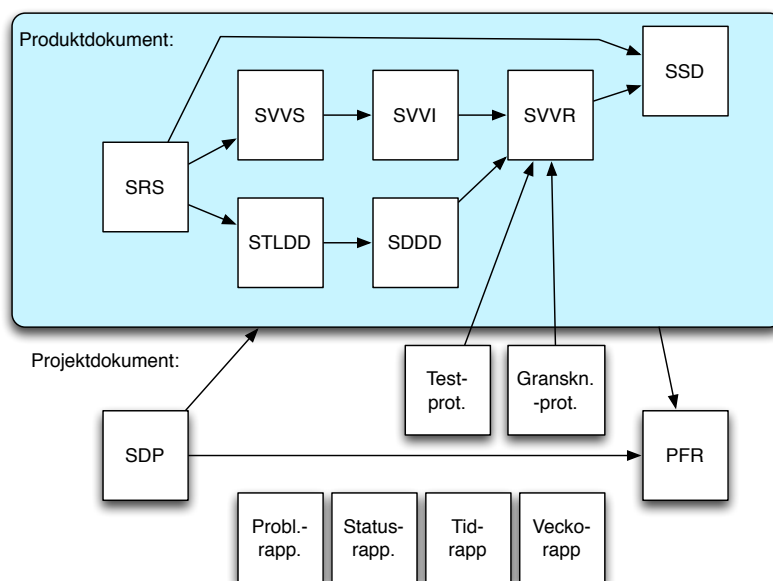 Produktdokument:
SSD
SVVS
SVVI
SVVR
SRS
STLDD
SDDD
Projektdokument:
Test-
prot.
Granskn.
-prot.
SDP
PFR
Probl.-
rapp.
Status-
rapp.
Tid-
rapp
Vecko-
rapp